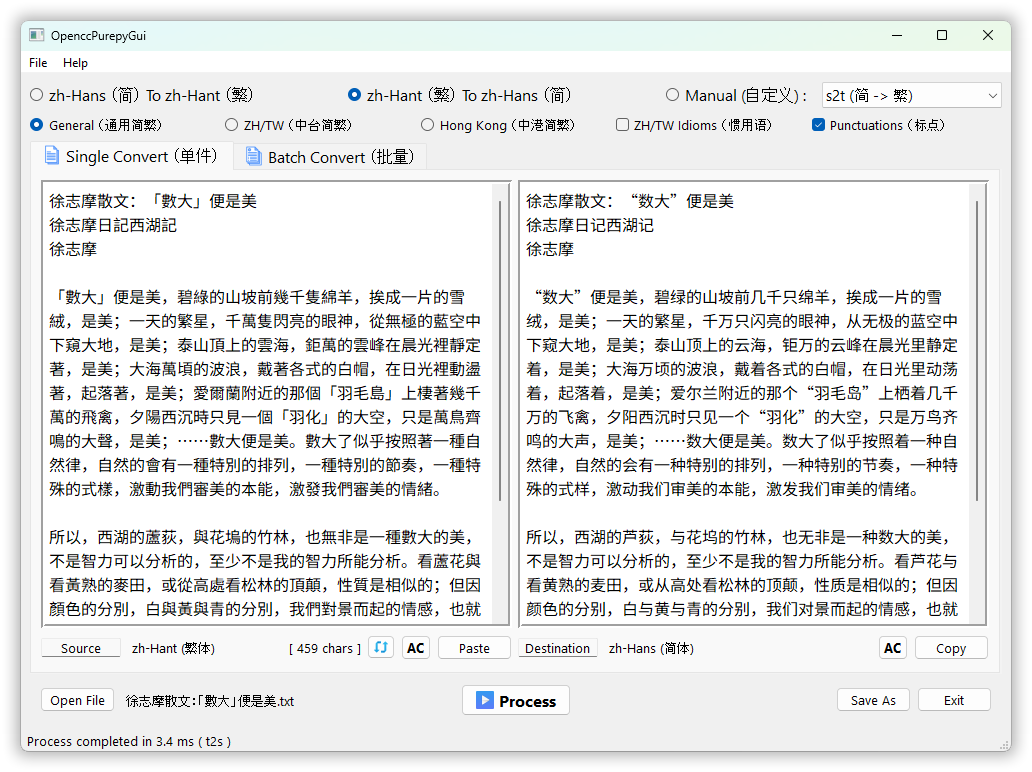 OpenccPurepyGui
File Help
zh-Hans (简) To zh-Hant (繁) zh-Hant (繁) To zh-Hans (简) Manual (自定义) : s2t (简 -> 繁)
General (通用简繁) ZH/TW (中台简繁) Hong Kong (中港简繁) ZH/TW Idioms (惯用语) Punctuations (标点)
Single Convert (单件) Batch Convert (批量)
徐志摩散文：「數大」便是美
徐志摩日記西湖記
徐志摩
「數大」便是美，碧綠的山坡前幾千隻綿羊，挨成一片的雪
絨，是美；一天的繁星，千萬隻閃亮的眼神，從無極的藍空中
下窺大地，是美；泰山頂上的雲海，鉅萬的雲峰在晨光裡靜定
著，是美；大海萬頃的波浪，戴著各式的白帽，在日光裡動盪
著，起落著，是美；愛爾蘭附近的那個「羽毛島」上棲著幾千
萬的飛禽，夕陽西沉時只見一個「羽化」的大空，只是萬鳥齊
鳴的大聲，是美；⋯⋯數大便是美。數大了似乎按照著一種自
然律，自然的會有一種特別的排列，一種特別的節奏，一種特
殊的式樣，激動我們審美的本能，激發我們審美的情緒。
所以，西湖的蘆荻，與花塢的竹林，也無非是一種數大的美，
不是智力可以分析的，至少不是我的智力所能分析。看蘆花與
看黃熟的麥田，或從高處看松林的頂顛，性質是相似的；但因
顏色的分別，白與黃與青的分別，我們對景而起的情感，也就
徐志摩散文：“数大”便是美
徐志摩日记西湖记
徐志摩
“数大”便是美，碧绿的山坡前几千只绵羊，挨成一片的雪
绒，是美；一天的繁星，千万只闪亮的眼神，从无极的蓝空中
下窥大地，是美；泰山顶上的云海，钜万的云峰在晨光里静定
着，是美；大海万顷的波浪，戴着各式的白帽，在日光里动荡
着，起落着，是美；爱尔兰附近的那个“羽毛岛”上栖着几千
万的飞禽，夕阳西沉时只见一个“羽化”的大空，只是万鸟齐
鸣的大声，是美；⋯⋯数大便是美。数大了似乎按照着一种自
然律，自然的会有一种特别的排列，一种特别的节奏，一种特
殊的式样，激动我们审美的本能，激发我们审美的情绪。
所以，西湖的芦荻，与花坞的竹林，也无非是一种数大的美，
不是智力可以分析的，至少不是我的智力所能分析。看芦花与
看黄熟的麦田，或从高处看松林的顶颠，性质是相似的；但因
颜色的分别，白与黄与青的分别，我们对景而起的情感，也就
Source zh-Hant (繁体) [ 459 chars ] AC Paste Destination zh-Hans (简体) AC Copy
Open File 徐志摩散文：「數大」便是美.txt Process Save As Exit
Process completed in 3.4 ms ( t2s )